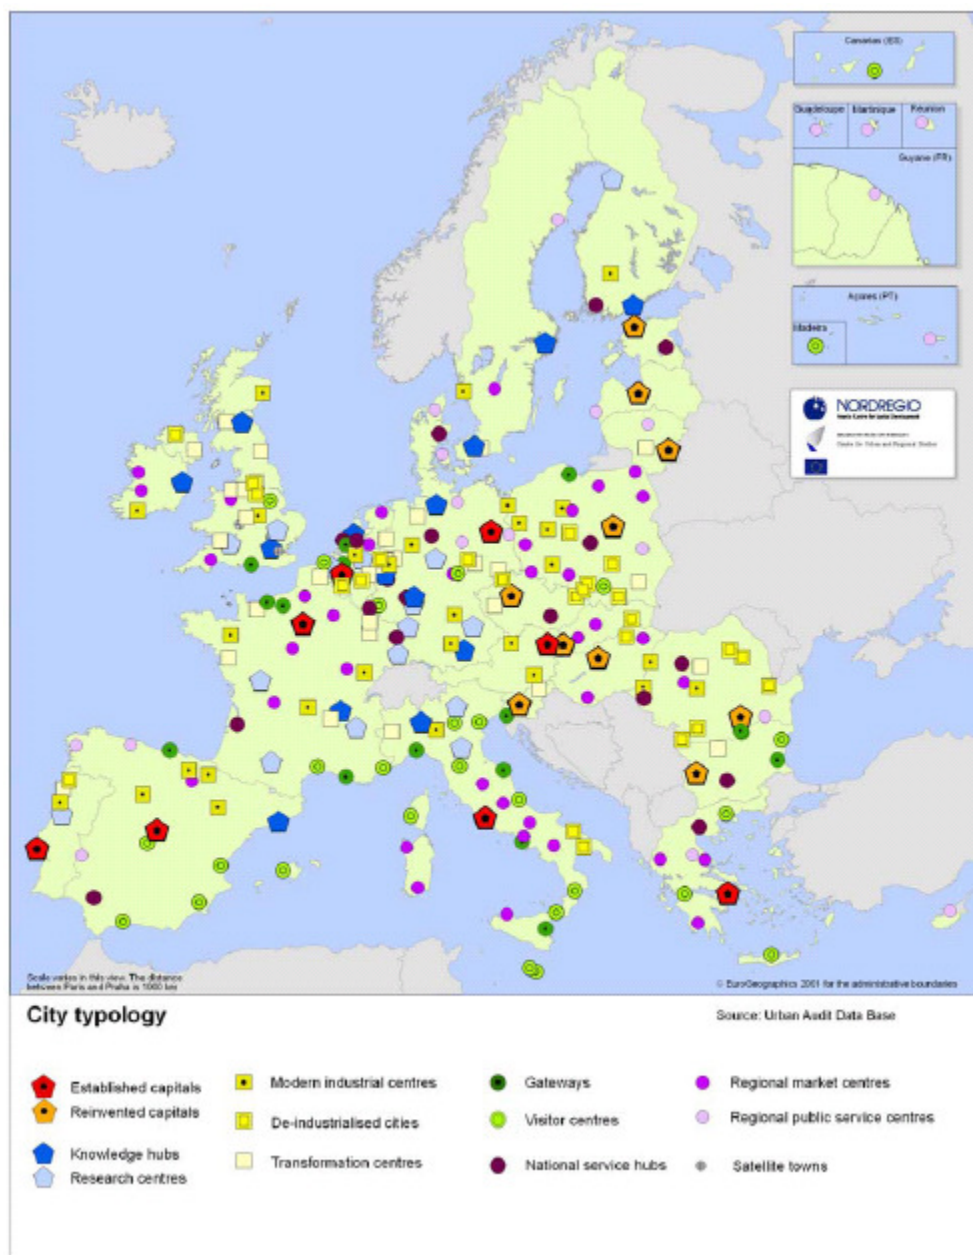 Canarias (ES)
Guadeloupe
Martinique
Réunion
Guyane (FR)
Açores (PT)
Madeira
NORDREGIO
Scale varies in this view. The distance
between Paris and Praha is 1000 km
© EuroGeographics 2001 for the administrative boundaries
City typology
Source: Urban Audit Data Base
Established capitals
Modern industrial centres
Gateways
Regional market centres
Reinvented capitals
De-industrialised cities
Visitor centres
Regional public service centres
Knowledge hubs
Transformation centres
National service hubs
Satellite towns
Research centres